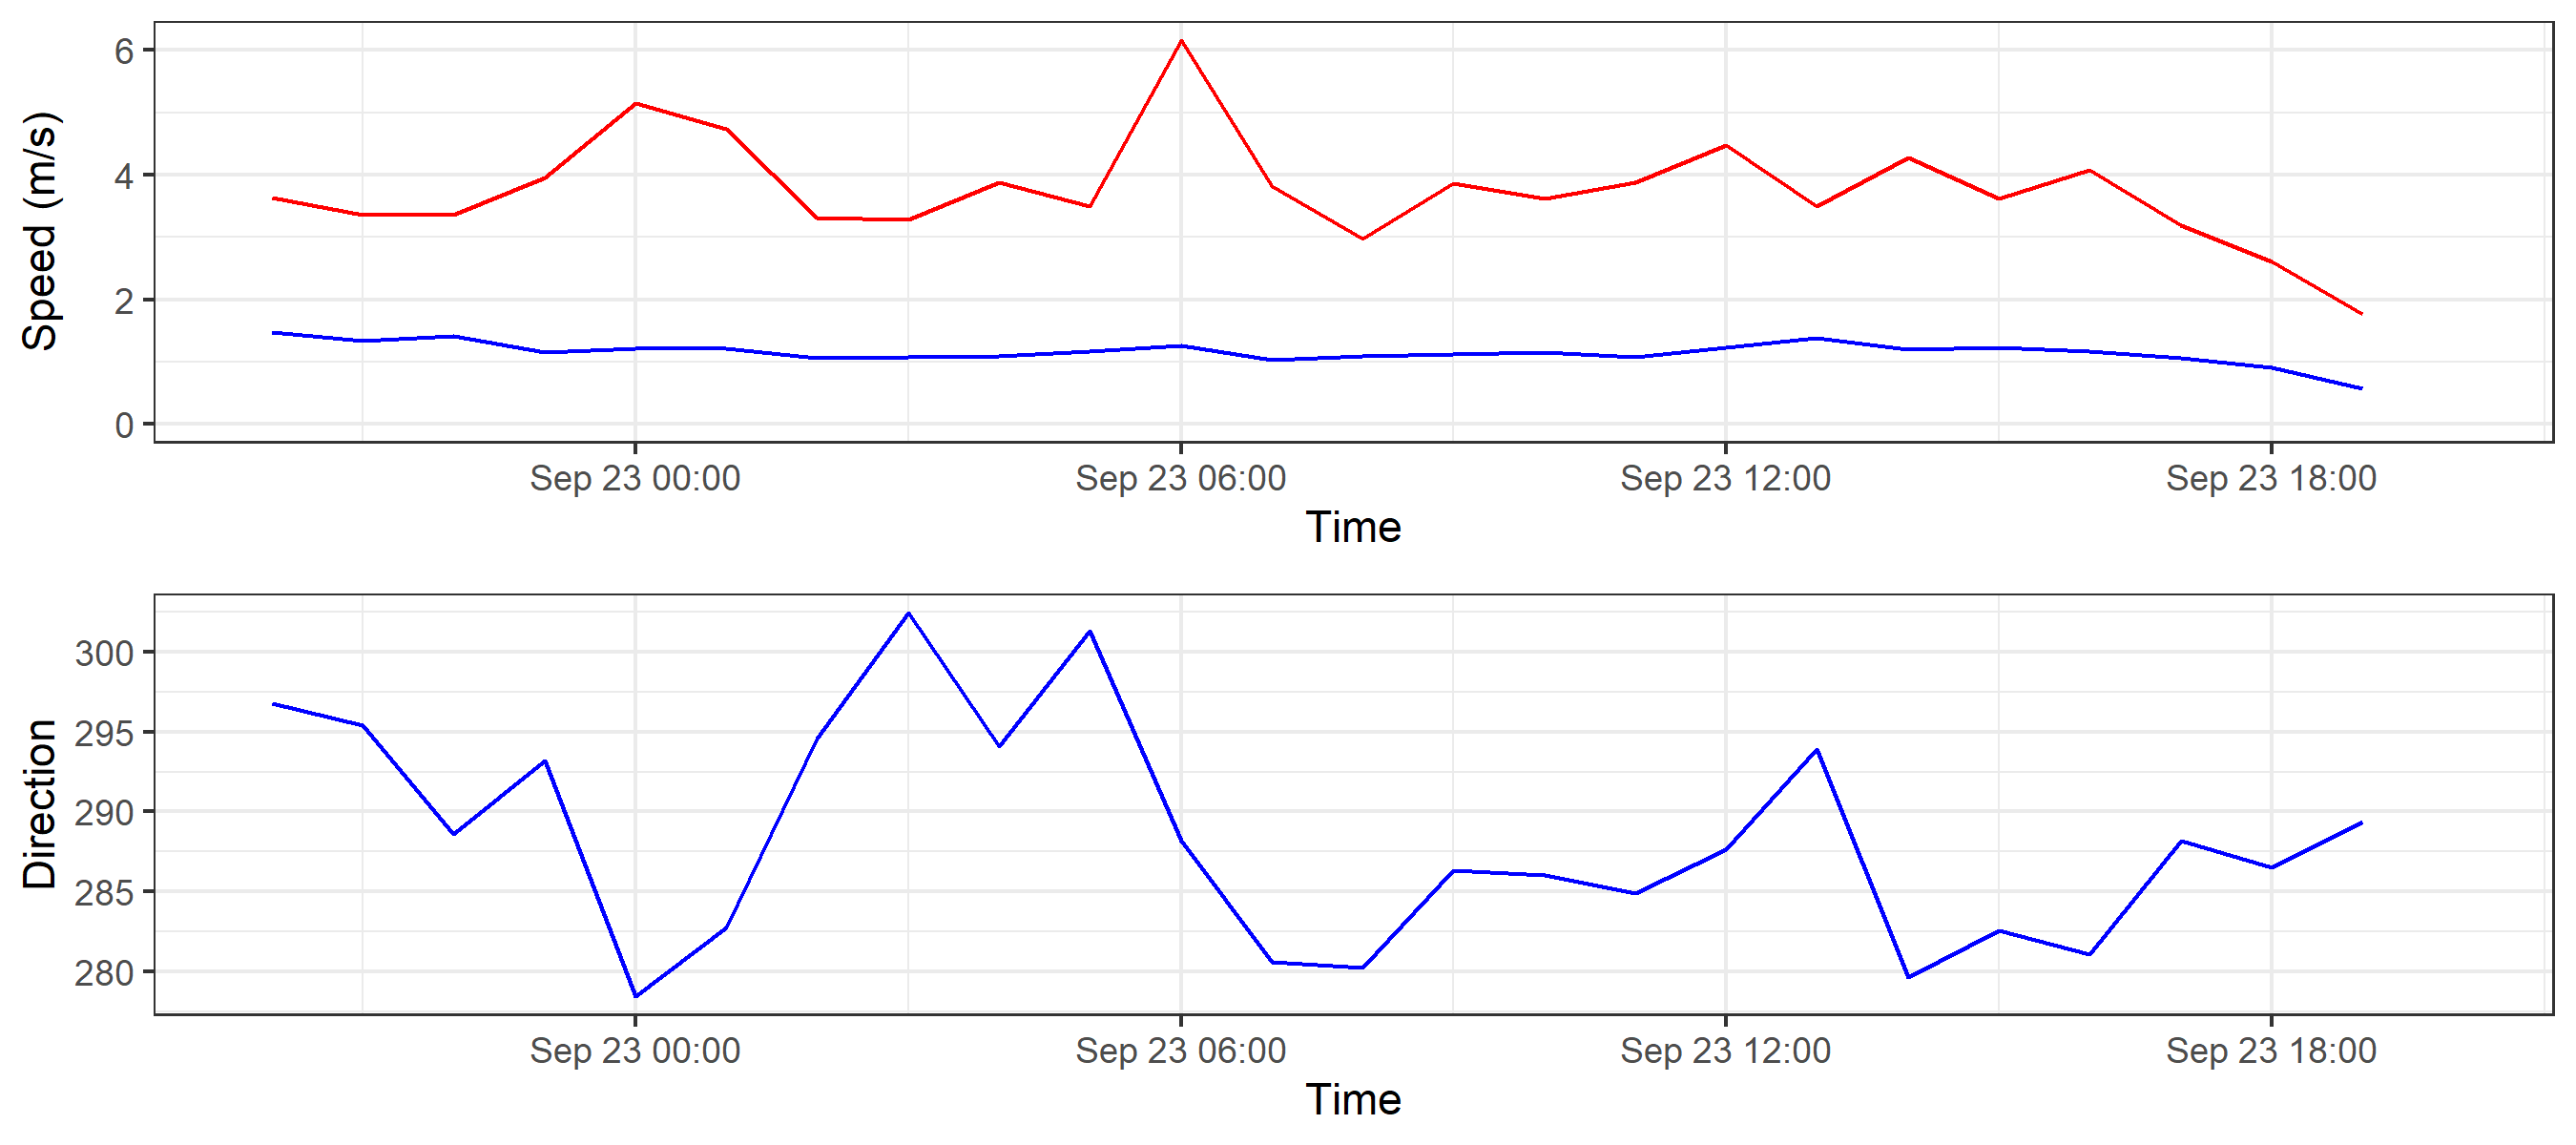 Speed (m/s)
6
4
2
0
Sep 23 00:00
Sep 23 06:00
Sep 23 12:00
Sep 23 18:00
Time
Direction
300
295
290
285
280
Sep 23 00:00
Sep 23 06:00
Sep 23 12:00
Sep 23 18:00
Time